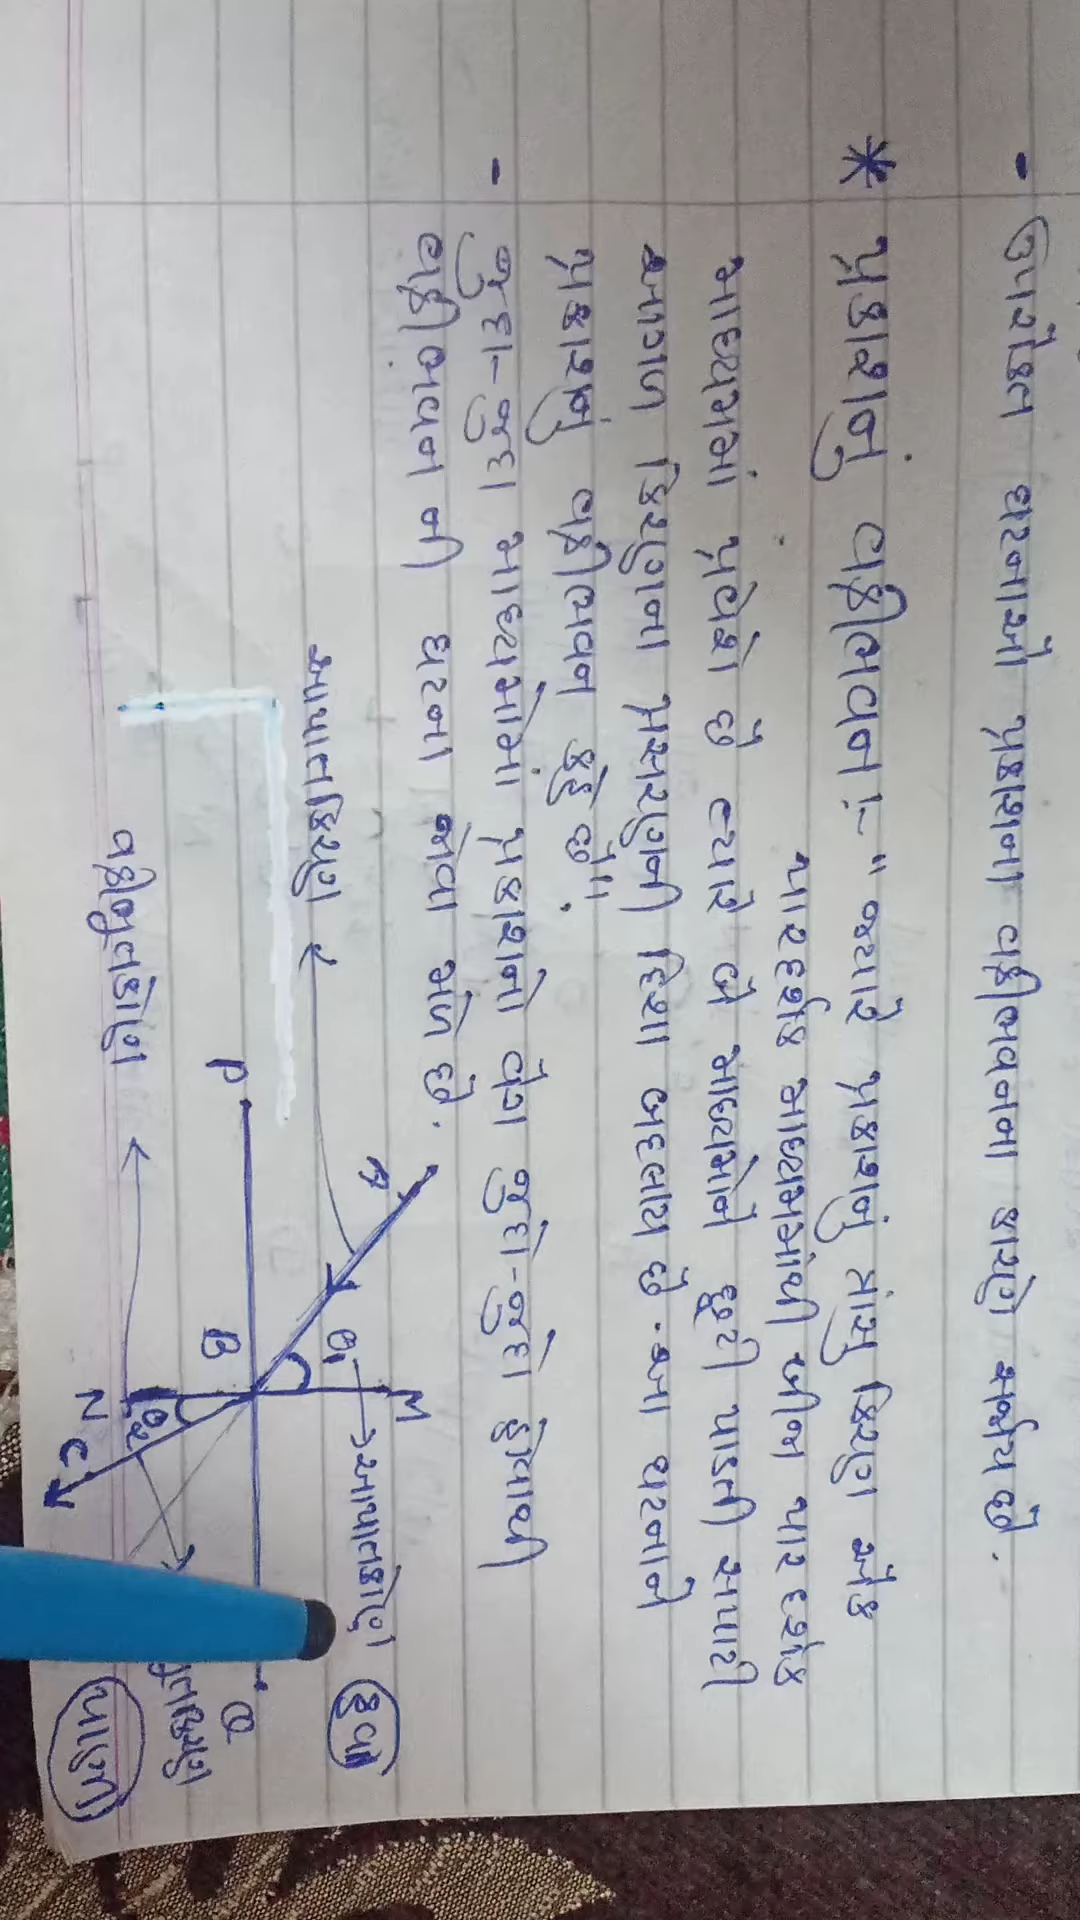 - ઉપરોક્ત ઘટનાઓ પ્રકાશના વક્રીભવનના કારણે સર્જાય છે.
* પ્રકાશનું વક્રીભવન :- "જયારે પ્રકાશનું ત્રાંસુ કિરણ એક
પારદર્શક માધ્યમમાંથી બીજા પારદર્શક
માધ્યમમાં પ્રવેશે છે ત્યારે બે માધ્યમોને છૂટી પાડતી સપાટી
આગળ કિરણના પ્રસરણની દિશા બદલાય છે. આ ઘટનાને
પ્રકાશનું વક્રીભવન કહે છે".
- જુદા-જુદા માધ્યમોમાં પ્રકાશનો વેગ જુદો-જુદો હોવાથી
વક્રીભવન ની ઘટના જોવા મળે છે.
A
M
આપાતકિરણ
θ₁
આપાતકોણ
હવા
P
B
Q
વક્રીભૂતકોણ
θ₂
N
C
પાણી